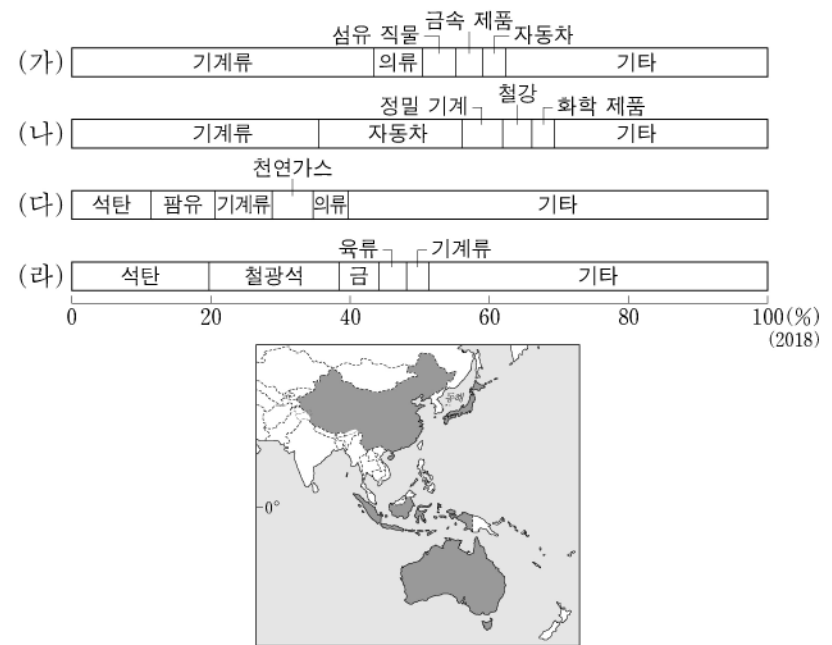 섬유 직물 금속 제품 자동차
(가) 기계류 의류 기타
정밀 기계 철강 화학 제품
(나) 기계류 자동차 기타
천연가스
(다) 석탄 팜유 기계류 의류 기타
육류 기계류
(라) 석탄 철광석 금 기타
0 20 40 60 80 100(%)
(2018)
동해
0°